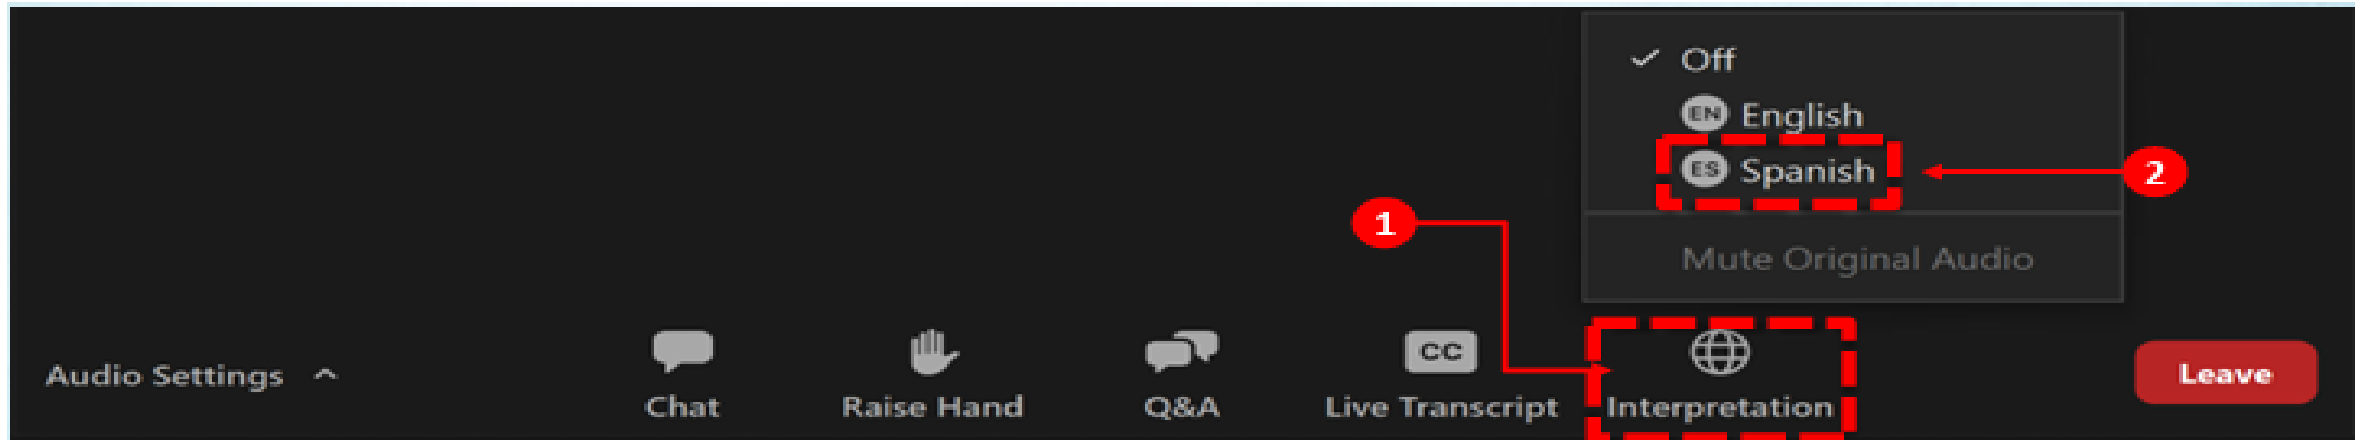 ✓ Off
EN English
ES Spanish
2
1
Mute Original Audio
CC
Audio Settings
Chat
Raise Hand
Q&A
Live Transcript
Interpretation
Leave